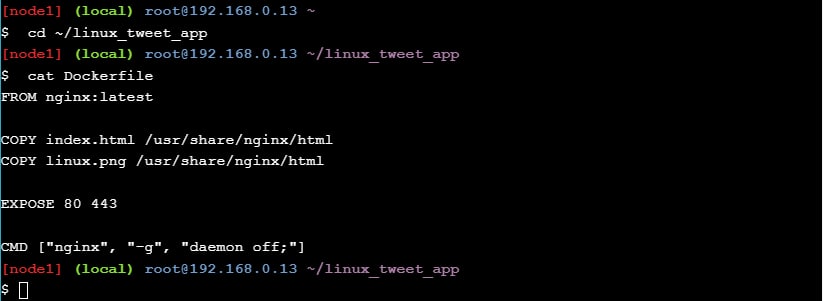 [node1] (local) root@192.168.0.13 ~
$  cd ~/linux_tweet_app
[node1] (local) root@192.168.0.13 ~/linux_tweet_app
$  cat Dockerfile
FROM nginx:latest

COPY index.html /usr/share/nginx/html
COPY linux.png /usr/share/nginx/html

EXPOSE 80 443

CMD ["nginx", "-g", "daemon off;"]
[node1] (local) root@192.168.0.13 ~/linux_tweet_app
$